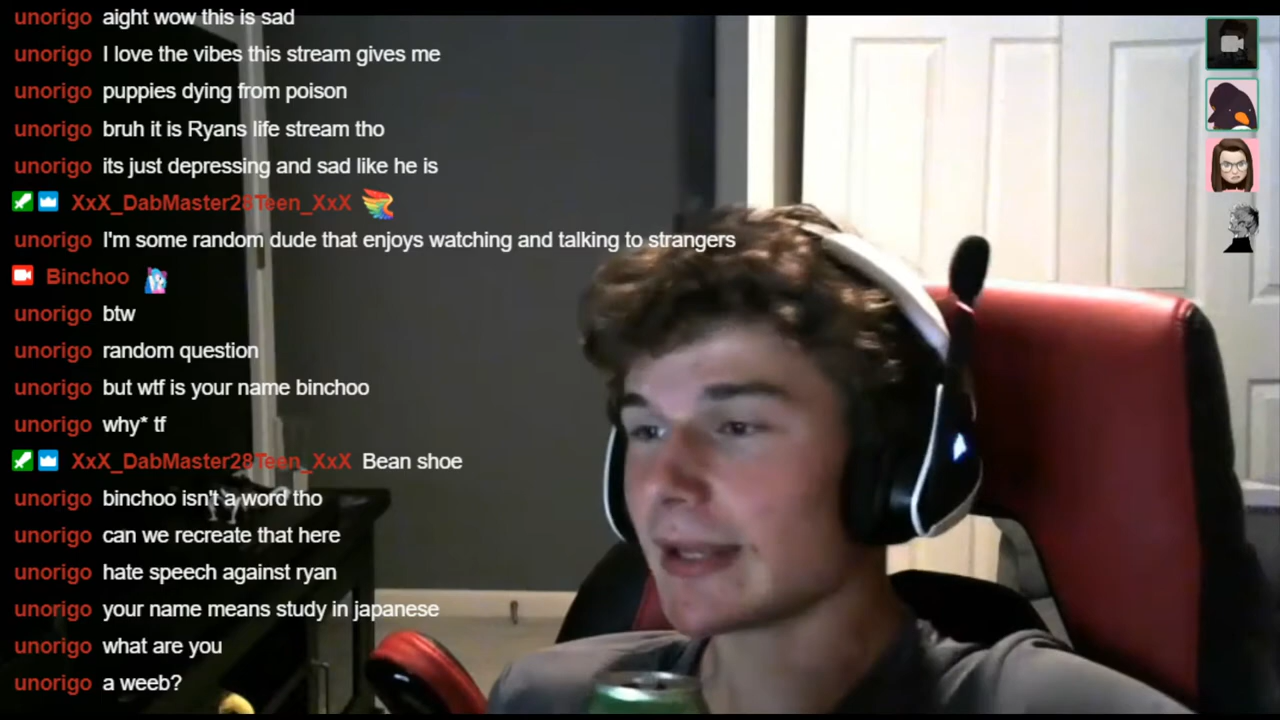 unorigo aight wow this is sad
unorigo I love the vibes this stream gives me
unorigo puppies dying from poison
unorigo bruh it is Ryans life stream tho
unorigo its just depressing and sad like he is
XxX_DabMaster28Teen_XxX
unorigo I'm some random dude that enjoys watching and talking to strangers
Binchoo
unorigo btw
unorigo random question
unorigo but wtf is your name binchoo
unorigo why* tf
XxX_DabMaster28Teen_XxX Bean shoe
unorigo binchoo isn't a word tho
unorigo can we recreate that here
unorigo hate speech against ryan
unorigo your name means study in japanese
unorigo what are you
unorigo a weeb?